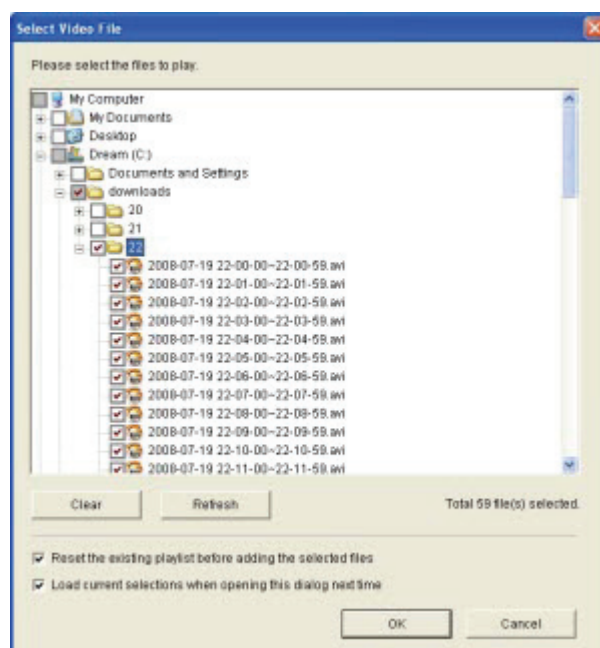 Select Video File
Please select the files to play.
My Computer
My Documents
Desktop
Dream (C:)
Documents and Settings
downloads
20
21
22
2008-07-19 22-00-00~22-00-59.avi
2008-07-19 22-01-00~22-01-59.avi
2008-07-19 22-02-00~22-02-59.avi
2008-07-19 22-03-00~22-03-59.avi
2008-07-19 22-04-00~22-04-59.avi
2008-07-19 22-05-00~22-05-59.avi
2008-07-19 22-06-00~22-06-59.avi
2008-07-19 22-07-00~22-07-59.avi
2008-07-19 22-08-00~22-08-59.avi
2008-07-19 22-09-00~22-09-59.avi
2008-07-19 22-10-00~22-10-59.avi
2008-07-19 22-11-00~22-11-59.avi
Clear Refresh Total 59 file(s) selected.
Reset the existing playlist before adding the selected files
Load current selections when opening this dialog next time
OK Cancel